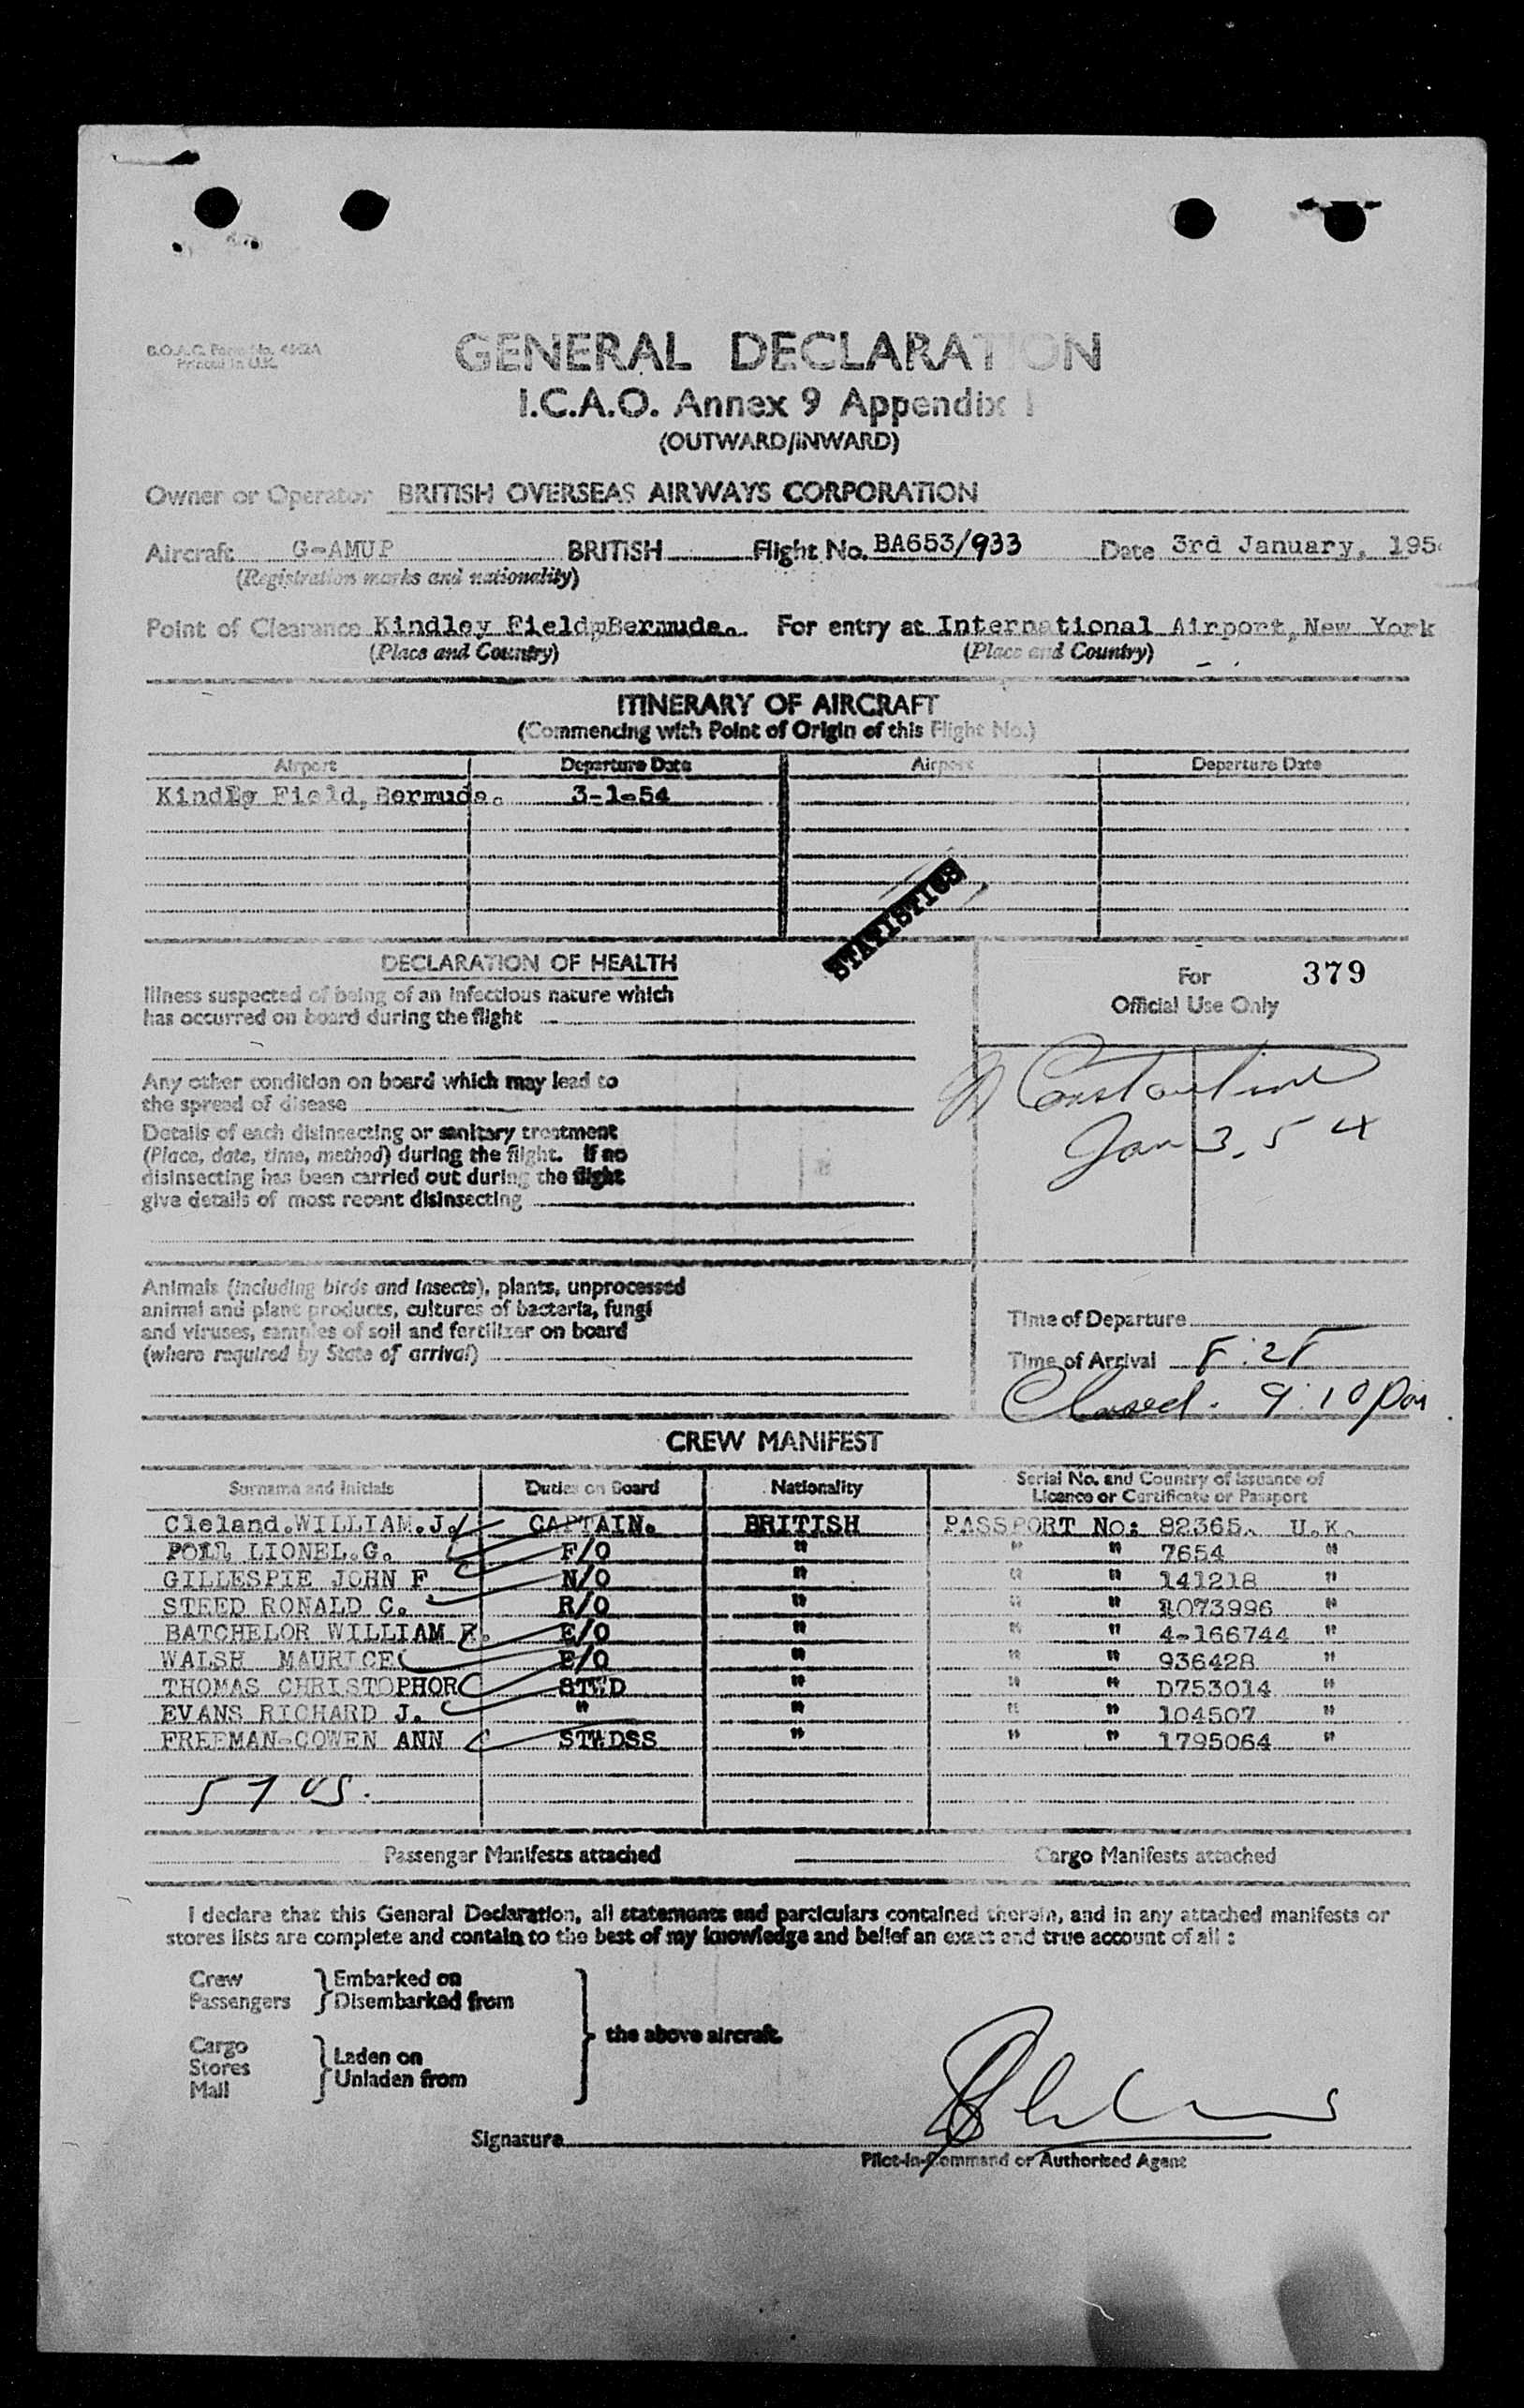 B.O.A.C. Form No. 4562A
Printed in U.K.
GENERAL DECLARATION
I.C.A.O. Annex 9 Appendix 1
(OUTWARD/INWARD)
Owner or Operator BRITISH OVERSEAS AIRWAYS CORPORATION
Aircraft G-AMUP BRITISH Flight No. BA653/933 Date 3rd January, 195
(Registration marks and nationality)
Point of Clearance Kindley Field,Bermuda. For entry at International Airport,New York
(Place and Country) (Place and Country)
ITINERARY OF AIRCRAFT
(Commencing with Point of Origin of this Flight No.)
Airport Departure Date Airport Departure Date
Kindly Field,Bermuda. 3-1-54
STATISTICS
DECLARATION OF HEALTH
Illness suspected of being of an infectious nature which
has occurred on board during the flight
Any other condition on board which may lead to
the spread of disease
Details of each disinsecting or sanitary treatment
(Place, date, time, method) during the flight. If no
disinsecting has been carried out during the flight
give details of most recent disinsecting
For 379
Official Use Only
Constantine
Jan 3. 54
Animals (including birds and insects), plants, unprocessed
animal and plant products, cultures of bacteria, fungi
and viruses, samples of soil and fertilizer on board
(where required by State of arrival)
Time of Departure
Time of Arrival
Closed. 9:10 pm
CREW MANIFEST
Surname and Initials Duties on Board Nationality Serial No. and Country of Issuance of
Licence or Certificate or Passport
Cleland.WILLIAM.J. CAPTAIN. BRITISH PASSPORT NO: 82365. U.K.
LIONEL.G. F/O " " " 7654 "
GILLESPIE JOHN F N/O " " " 141218 "
STEED RONALD C. R/O " " " 1073996 "
BATCHELOR WILLIAM E/O " " " 4-166744 "
WALSH MAURICE E/O " " " 936428 "
THOMAS CHRISTOPHOR STWD " " " D753014 "
EVANS RICHARD J. " " " " 104507 "
FREEMAN-COWEN ANN STWDSS " " " 1795064 "
Passenger Manifests attached Cargo Manifests attached
I declare that this General Declaration, all statements and particulars contained therein, and in any attached manifests or
stores lists are complete and contain to the best of my knowledge and belief an exact and true account of all :
Crew Embarked on
Passengers Disembarked from
the above aircraft.
Cargo
Stores Laden on
Mail Unladen from
Signature
Pilot-in-Command or Authorised Agent